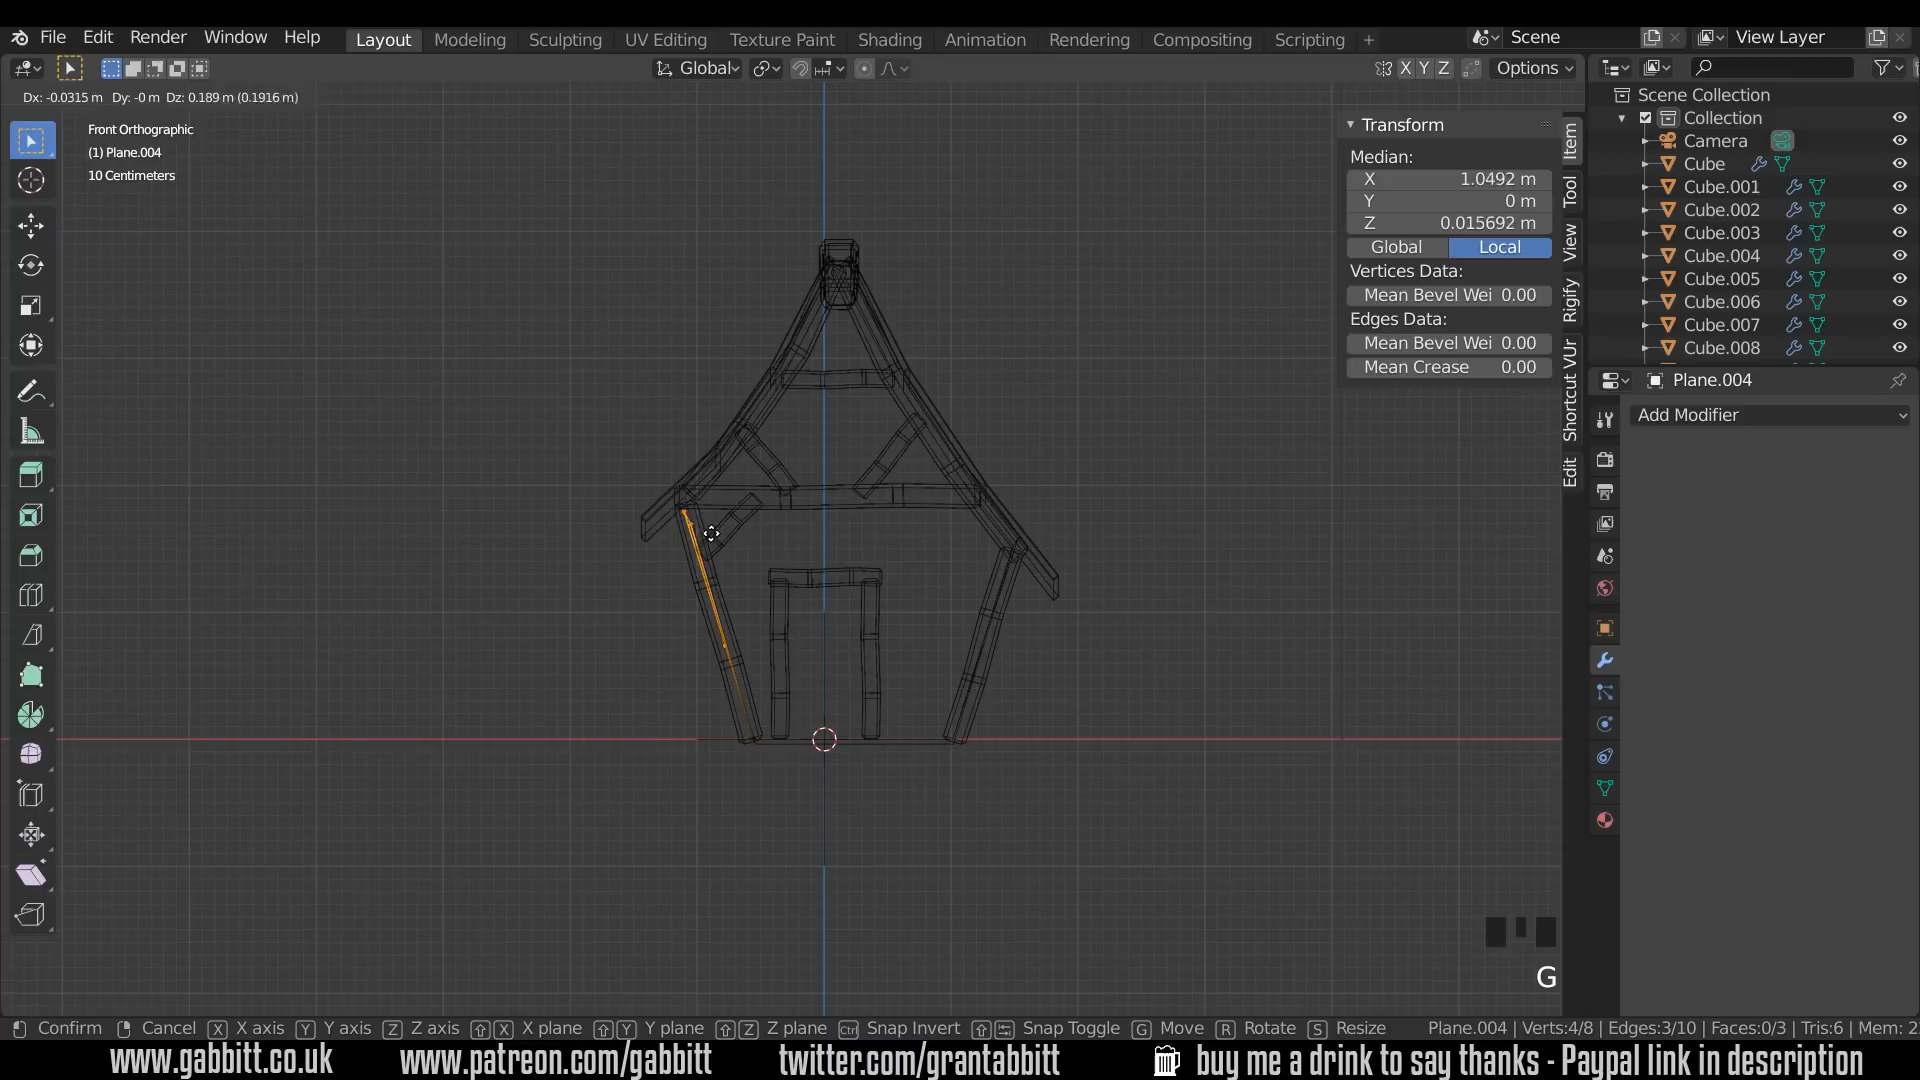 File Edit Render Window Help Layout Modeling Sculpting UV Editing Texture Paint Shading Animation Rendering Compositing Scripting + Scene View Layer
Global X Y Z Options
Dx: -0.0315 m Dy: -0 m Dz: 0.189 m (0.1916 m)
Front Orthographic
(1) Plane.004
10 Centimeters
Transform
Median:
X 1.0492 m
Y 0 m
Z 0.015692 m
Global Local
Vertices Data:
Mean Bevel Wei 0.00
Edges Data:
Mean Bevel Wei 0.00
Mean Crease 0.00
Item
Tool
View
Rigify
Shortcut VUr
Edit
Scene Collection
Collection
Camera
Cube
Cube.001
Cube.002
Cube.003
Cube.004
Cube.005
Cube.006
Cube.007
Cube.008
Plane.004
Add Modifier
G
Confirm Cancel X X axis Y Y axis Z Z axis X X plane Y Y plane Z Z plane Ctrl Snap Invert Snap Toggle G Move R Rotate S Resize Plane.004 | Verts:4/8 | Edges:3/10 | Faces:0/3 | Tris:6 | Mem: 2
www.gabbitt.co.uk www.patreon.com/gabbitt twitter.com/grantabbitt buy me a drink to say thanks - Paypal link in description